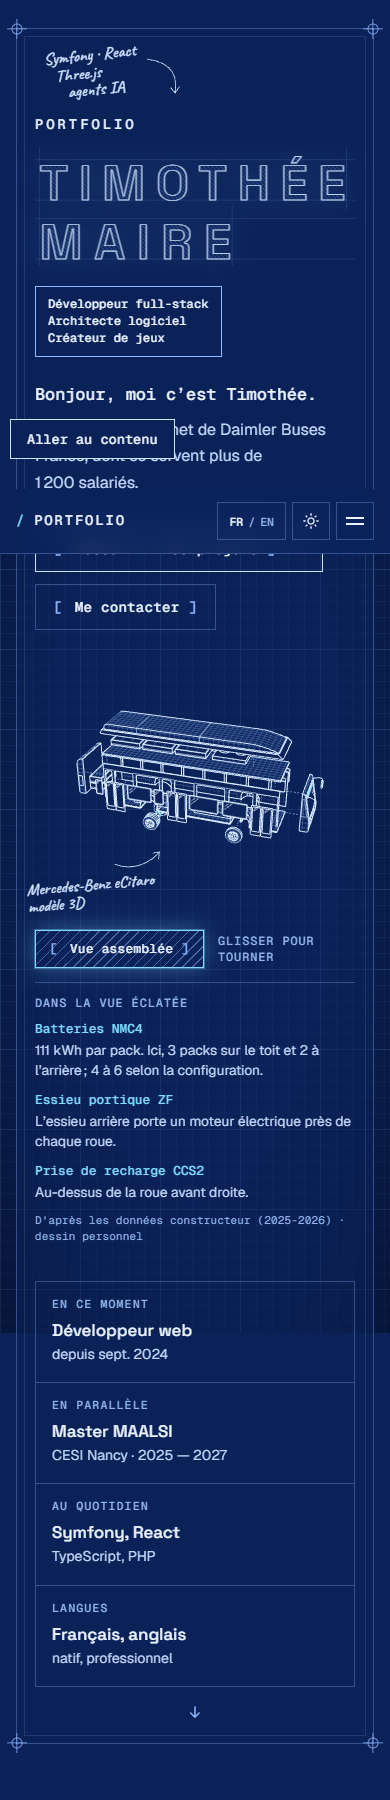 Symfony · React
Three.js
agents IA
PORTFOLIO
TIMOTHÉE
MAIRE
Développeur full-stack
Architecte logiciel
Créateur de jeux
Bonjour, moi c’est Timothée.
Aller au contenu
net de Daimler Buses
servent plus de
1 200 salariés.
/ PORTFOLIO
FR / EN
[ Me contacter ]
Mercedes-Benz eCitaro
modèle 3D
[ Vue assemblée ]
GLISSER POUR
TOURNER
DANS LA VUE ÉCLATÉE
Batteries NMC4
111 kWh par pack. Ici, 3 packs sur le toit et 2 à
l’arrière ; 4 à 6 selon la configuration.
Essieu portique ZF
L’essieu arrière porte un moteur électrique près de
chaque roue.
Prise de recharge CCS2
Au-dessus de la roue avant droite.
D’après les données constructeur (2025-2026) ·
dessin personnel
EN CE MOMENT
Développeur web
depuis sept. 2024
EN PARALLÈLE
Master MAALSI
CESI Nancy · 2025 — 2027
AU QUOTIDIEN
Symfony, React
TypeScript, PHP
LANGUES
Français, anglais
natif, professionnel